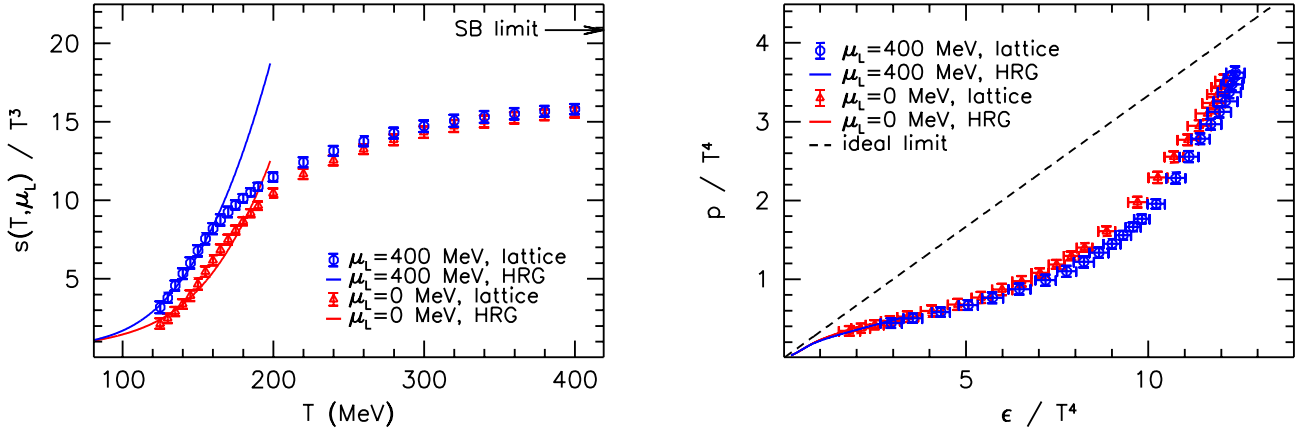 SB limit
20
15
10
5
s(T,μL) / T³
μL=400 MeV, lattice
μL=400 MeV, HRG
μL=0 MeV, lattice
μL=0 MeV, HRG
100 200 300 400
T (MeV)
4
3
2
1
0
p / T⁴
μL=400 MeV, lattice
μL=400 MeV, HRG
μL=0 MeV, lattice
μL=0 MeV, HRG
ideal limit
5 10
ϵ / T⁴